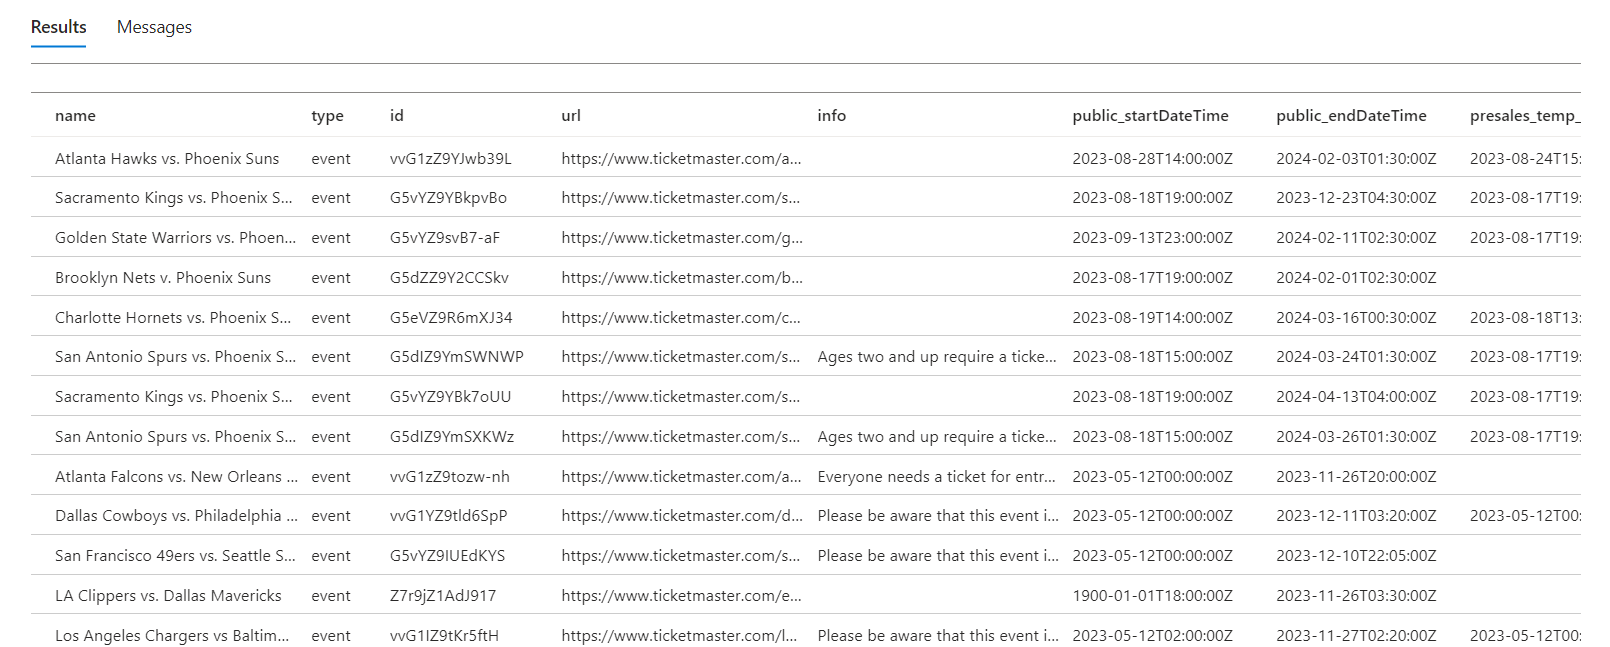 Results Messages
name type id url info public_startDateTime public_endDateTime presales_temp_
Atlanta Hawks vs. Phoenix Suns event vvG1zZ9YJwb39L https://www.ticketmaster.com/a... 2023-08-28T14:00:00Z 2024-02-03T01:30:00Z 2023-08-24T15:
Sacramento Kings vs. Phoenix S... event G5vYZ9YBkpvBo https://www.ticketmaster.com/s... 2023-08-18T19:00:00Z 2023-12-23T04:30:00Z 2023-08-17T19:
Golden State Warriors vs. Phoen... event G5vYZ9svB7-aF https://www.ticketmaster.com/g... 2023-09-13T23:00:00Z 2024-02-11T02:30:00Z 2023-08-17T19:
Brooklyn Nets v. Phoenix Suns event G5dZZ9Y2CCSkv https://www.ticketmaster.com/b... 2023-08-17T19:00:00Z 2024-02-01T02:30:00Z
Charlotte Hornets vs. Phoenix S... event G5eVZ9R6mXJ34 https://www.ticketmaster.com/c... 2023-08-19T14:00:00Z 2024-03-16T00:30:00Z 2023-08-18T13:
San Antonio Spurs vs. Phoenix S... event G5dIZ9YmSWNWP https://www.ticketmaster.com/s... Ages two and up require a ticke... 2023-08-18T15:00:00Z 2024-03-24T01:30:00Z 2023-08-17T19:
Sacramento Kings vs. Phoenix S... event G5vYZ9YBk7oUU https://www.ticketmaster.com/s... 2023-08-18T19:00:00Z 2024-04-13T04:00:00Z 2023-08-17T19:
San Antonio Spurs vs. Phoenix S... event G5dIZ9YmSXKWz https://www.ticketmaster.com/s... Ages two and up require a ticke... 2023-08-18T15:00:00Z 2024-03-26T01:30:00Z 2023-08-17T19:
Atlanta Falcons vs. New Orleans ... event vvG1zZ9tozw-nh https://www.ticketmaster.com/a... Everyone needs a ticket for entr... 2023-05-12T00:00:00Z 2023-11-26T20:00:00Z
Dallas Cowboys vs. Philadelphia ... event vvG1YZ9tld6SpP https://www.ticketmaster.com/d... Please be aware that this event i... 2023-05-12T00:00:00Z 2023-12-11T03:20:00Z 2023-05-12T00:
San Francisco 49ers vs. Seattle S... event G5vYZ9IUEdKYS https://www.ticketmaster.com/s... Please be aware that this event i... 2023-05-12T00:00:00Z 2023-12-10T22:05:00Z
LA Clippers vs. Dallas Mavericks event Z7r9jZ1AdJ917 https://www.ticketmaster.com/e... 1900-01-01T18:00:00Z 2023-11-26T03:30:00Z
Los Angeles Chargers vs Baltim... event vvG1IZ9tKr5ftH https://www.ticketmaster.com/l... Please be aware that this event i... 2023-05-12T02:00:00Z 2023-11-27T02:20:00Z 2023-05-12T00: